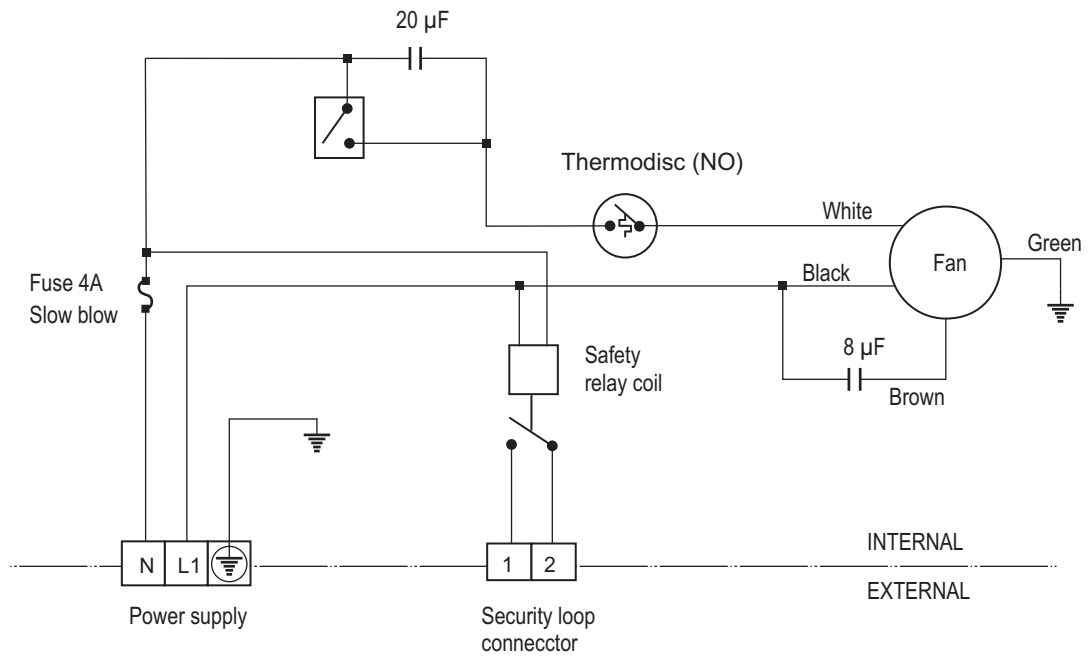 20 µF
Thermodisc (NO)
White
Green
Fan
Black
Fuse 4A
Slow blow
8 µF
Safety
relay coil
Brown
INTERNAL
N L1
1 2
EXTERNAL
Power supply
Security loop
connecctor